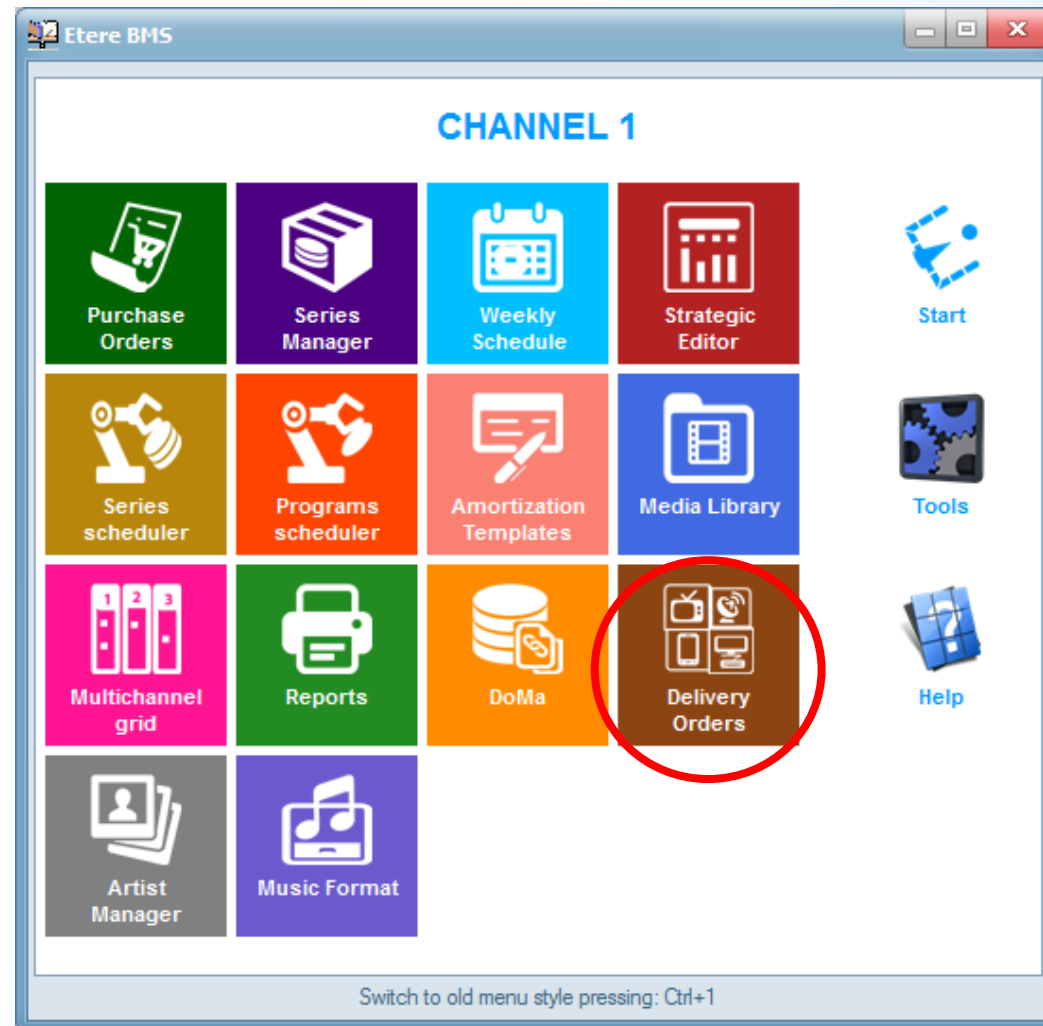 Etere BMS
CHANNEL 1
Purchase
Orders
Series
Manager
Weekly
Schedule
Strategic
Editor
Start
Series
scheduler
Programs
scheduler
Amortization
Templates
Media Library
Tools
1 2 3
Multichannel
grid
Reports
DoMa
Delivery
Orders
?
Help
Artist
Manager
Music Format
Switch to old menu style pressing: Ctrl+1